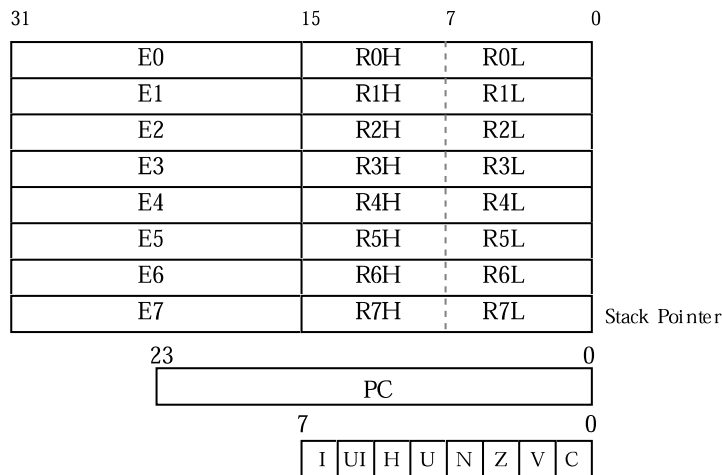 31 15 7 0
E0 R0H R0L
E1 R1H R1L
E2 R2H R2L
E3 R3H R3L
E4 R4H R4L
E5 R5H R5L
E6 R6H R6L
E7 R7H R7L Stack Pointer
23 0
PC
7 0
I UI H U N Z V C